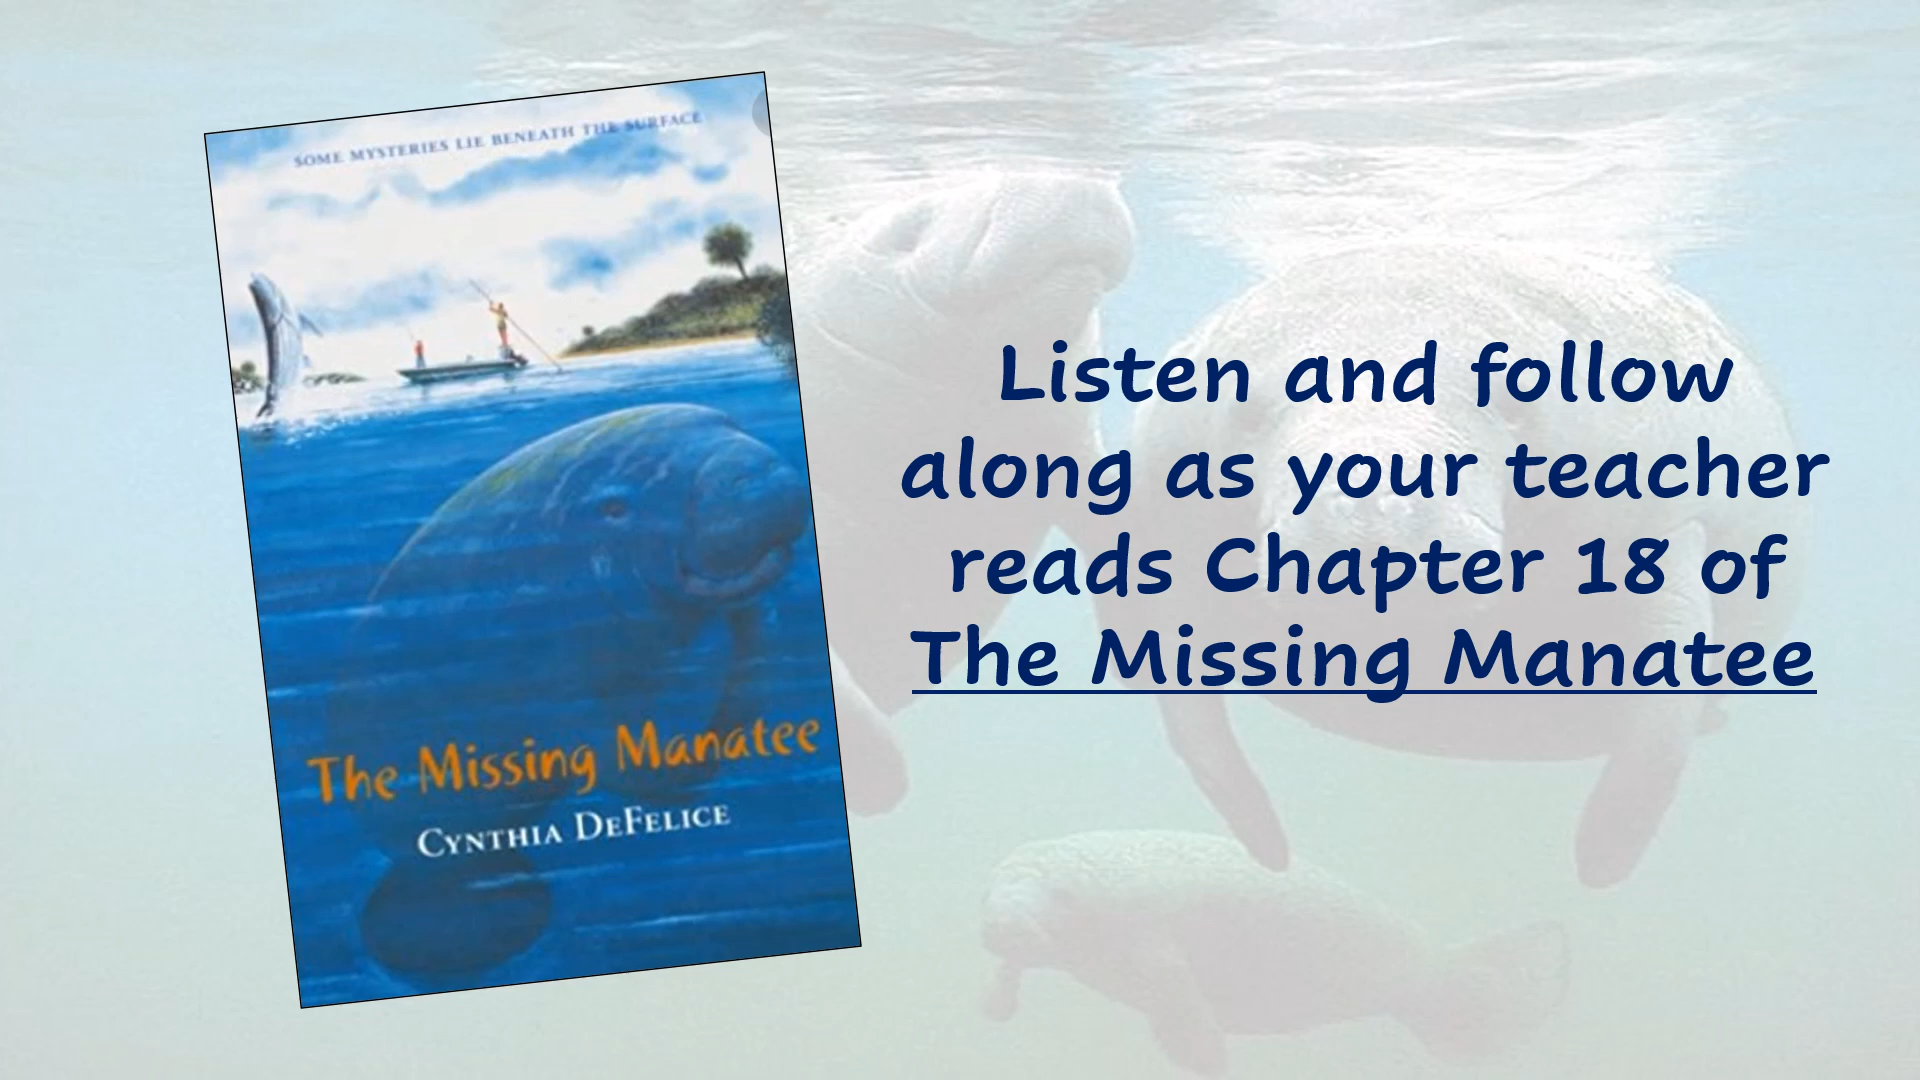 SOME MYSTERIES LIE BENEATH THE SURFACE
The Missing Manatee
CYNTHIA DEFELICE
Listen and follow
along as your teacher
reads Chapter 18 of
The Missing Manatee